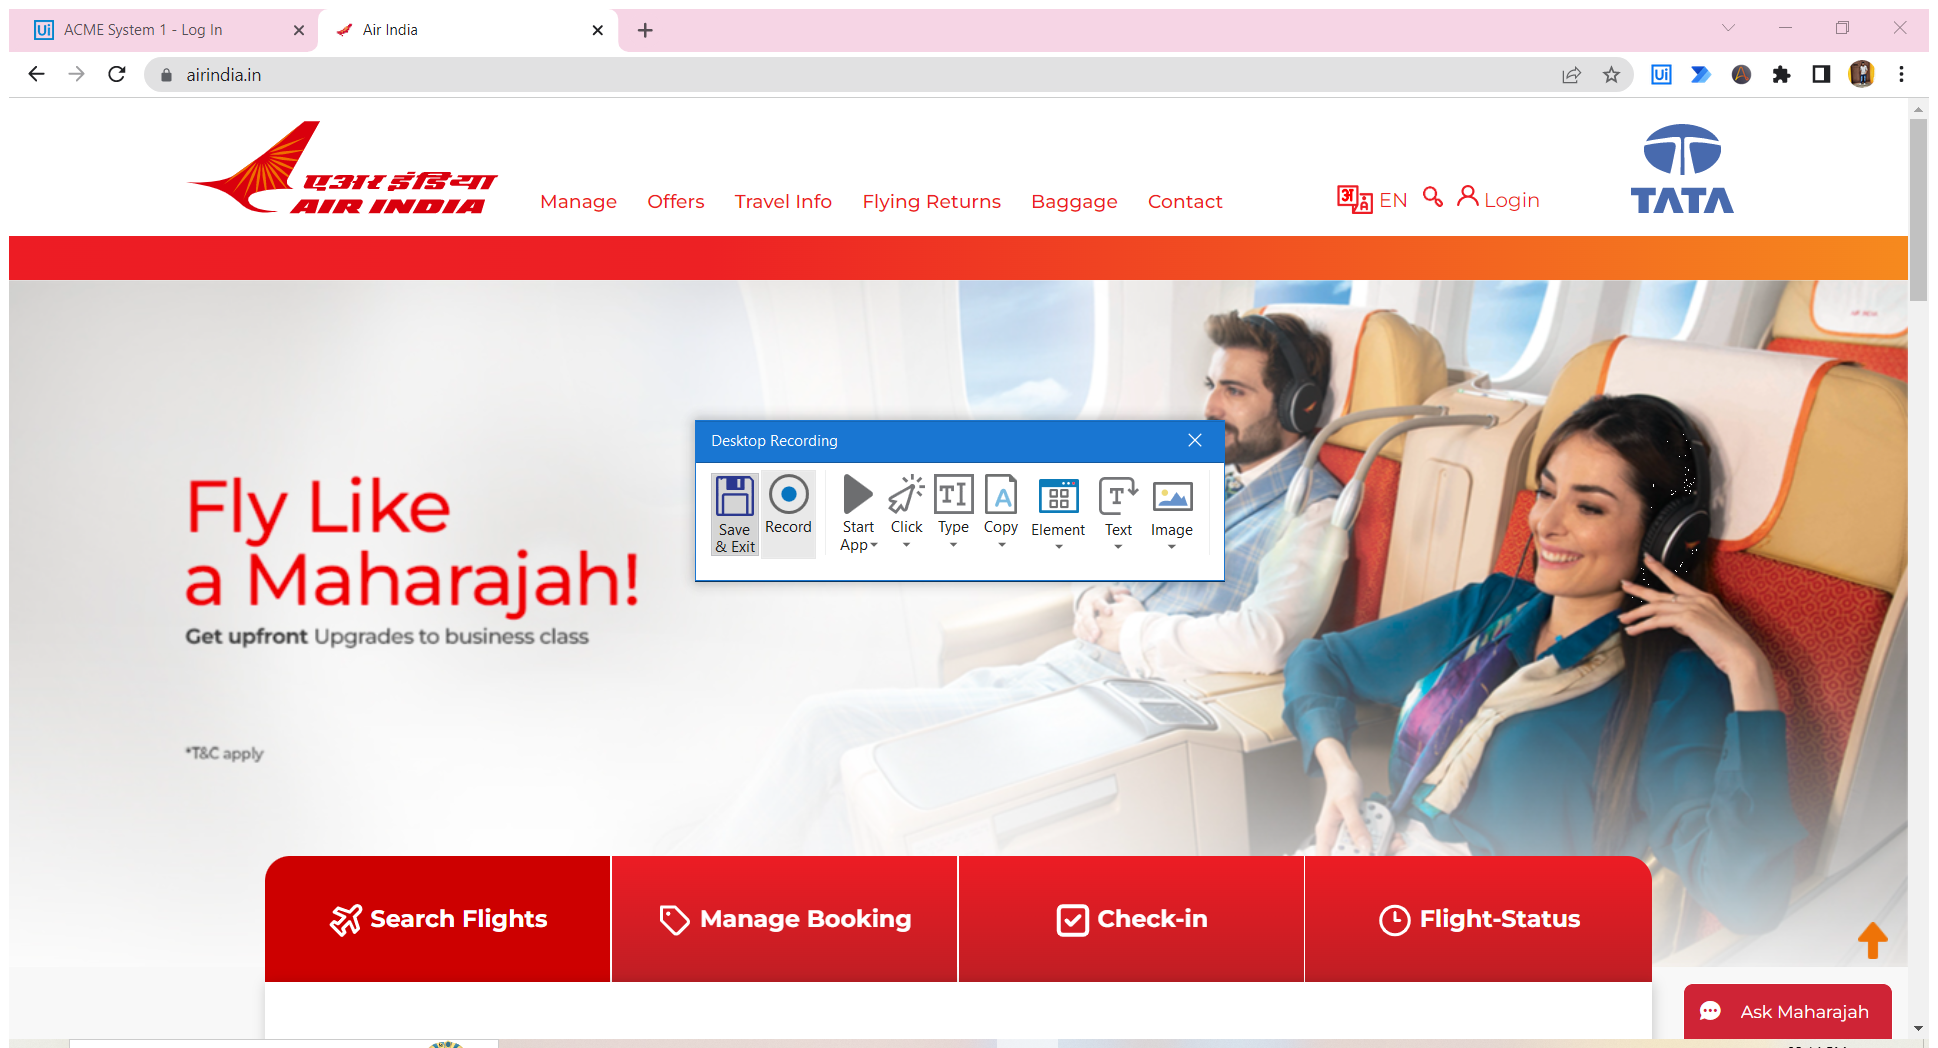 ACME System 1 - Log In
Air India
airindia.in
एअर इंडिया
AIR INDIA
Manage
Offers
Travel Info
Flying Returns
Baggage
Contact
EN
Login
TATA
Desktop Recording
Save & Exit
Record
Start App
Click
Type
Copy
Element
Text
Image
Fly Like
a Maharajah!
Get upfront Upgrades to business class
*T&C apply
Search Flights
Manage Booking
Check-in
Flight-Status
Ask Maharajah